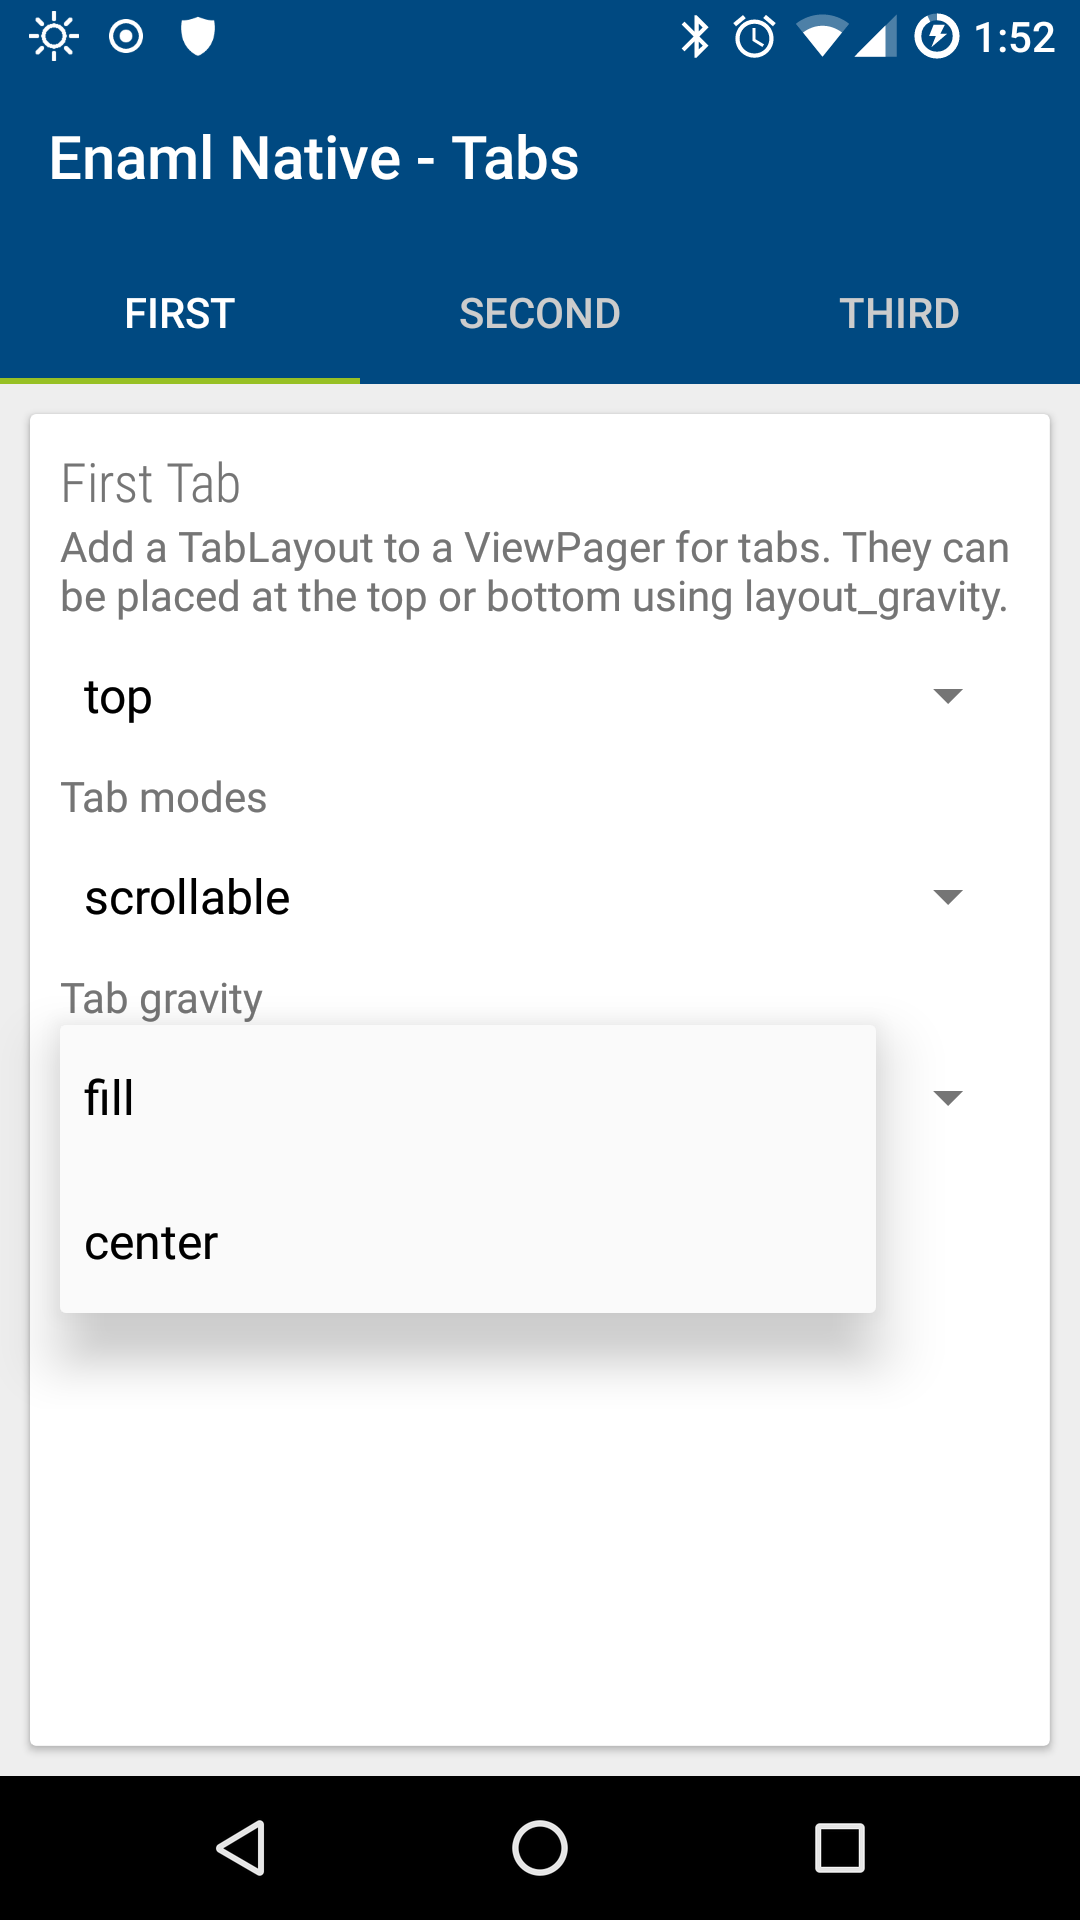 1:52
Enaml Native - Tabs
FIRST SECOND THIRD
First Tab
Add a TabLayout to a ViewPager for tabs. They can
be placed at the top or bottom using layout_gravity.
top
Tab modes
scrollable
Tab gravity
fill
center